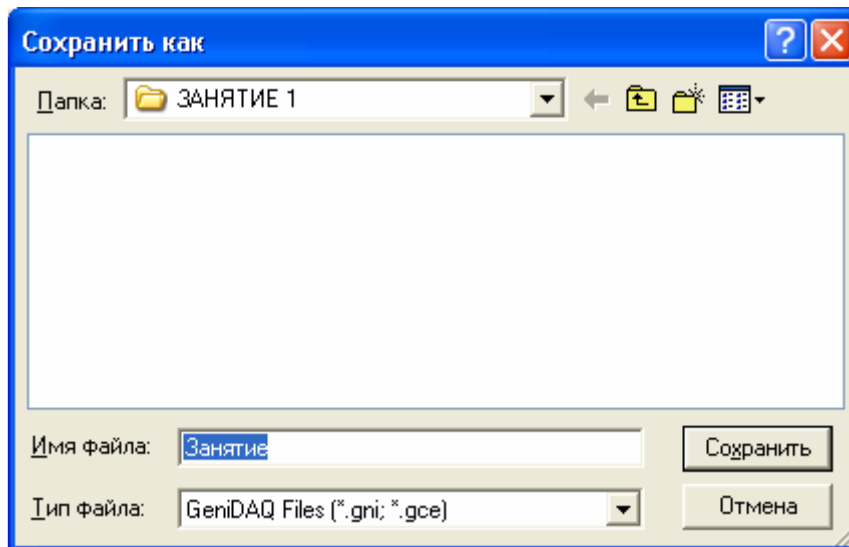 Сохранить как
Папка: ЗАНЯТИЕ 1
Имя файла: Занятие Сохранить
Тип файла: GeniDAQ Files (*.gni; *.gce) Отмена